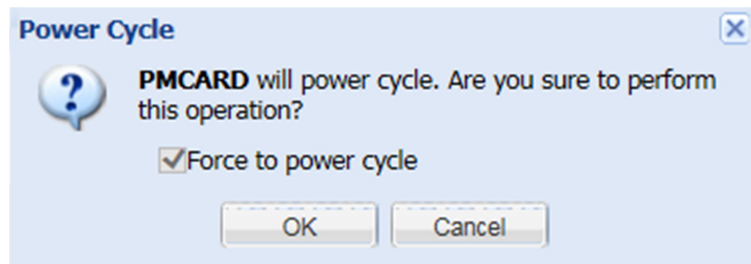 Power Cycle
PMCARD will power cycle. Are you sure to perform
this operation?
Force to power cycle
OK
Cancel